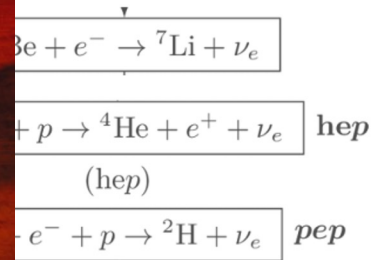 Be + e⁻ → ⁷Li + νₑ
+ p → ⁴He + e⁺ + νₑ hep
(hep)
- e⁻ + p → ²H + νₑ pep